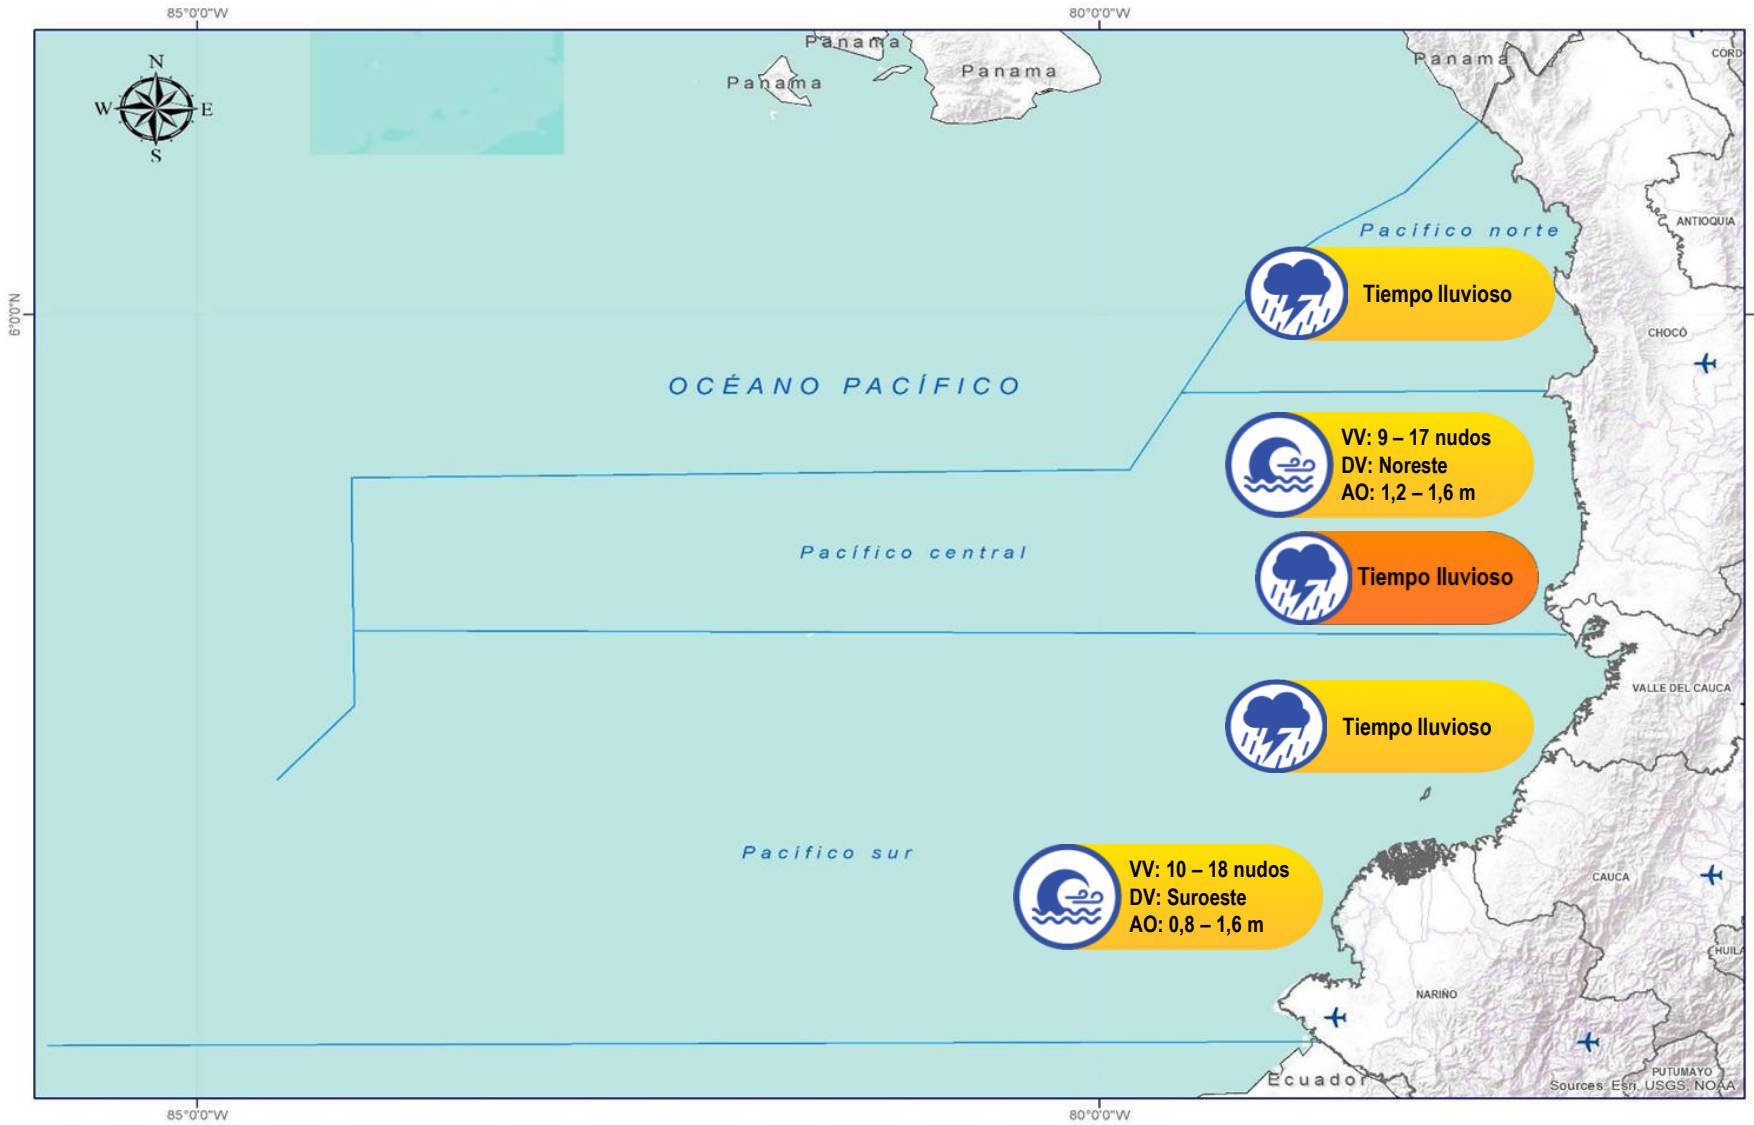 85°0'0"W
80°0'0"W
N
W
E
S
Panama
Panama
Panama
Panama
CORD
Pacífico norte
ANTIOQUIA
Tiempo lluvioso
6°0'0"N
CHOCÓ
OCÉANO PACÍFICO
VV: 9 – 17 nudos
DV: Noreste
AO: 1,2 – 1,6 m
Pacífico central
Tiempo lluvioso
VALLE DEL CAUCA
Tiempo lluvioso
Pacífico sur
VV: 10 – 18 nudos
DV: Suroeste
AO: 0,8 – 1,6 m
CAUCA
HUILA
NARIÑO
PUTUMAYO
Ecuador
Sources: Esri, USGS, NOAA
85°0'0"W
80°0'0"W